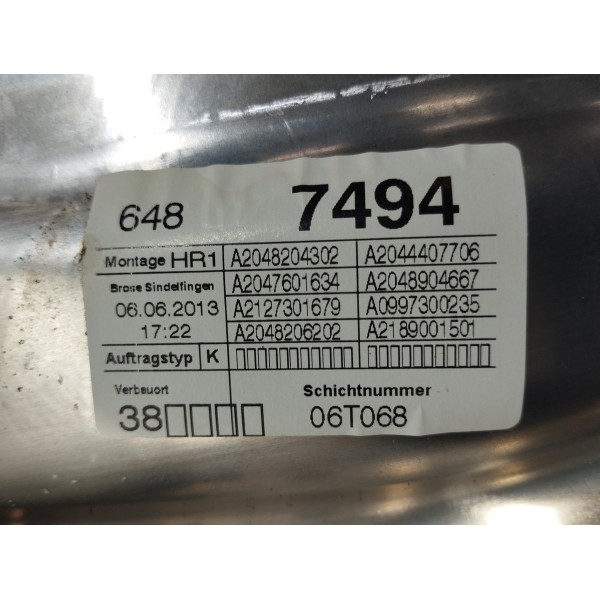 648 7494
Montage HR1 A2048204302 A2044407706
Brose Sindelfingen A2047601634 A2048904667
06.06.2013 A2127301679 A0997300235
17:22 A2048206202 A2189001501
Auftragstyp K
Verbauort Schichtnummer
38 06T068